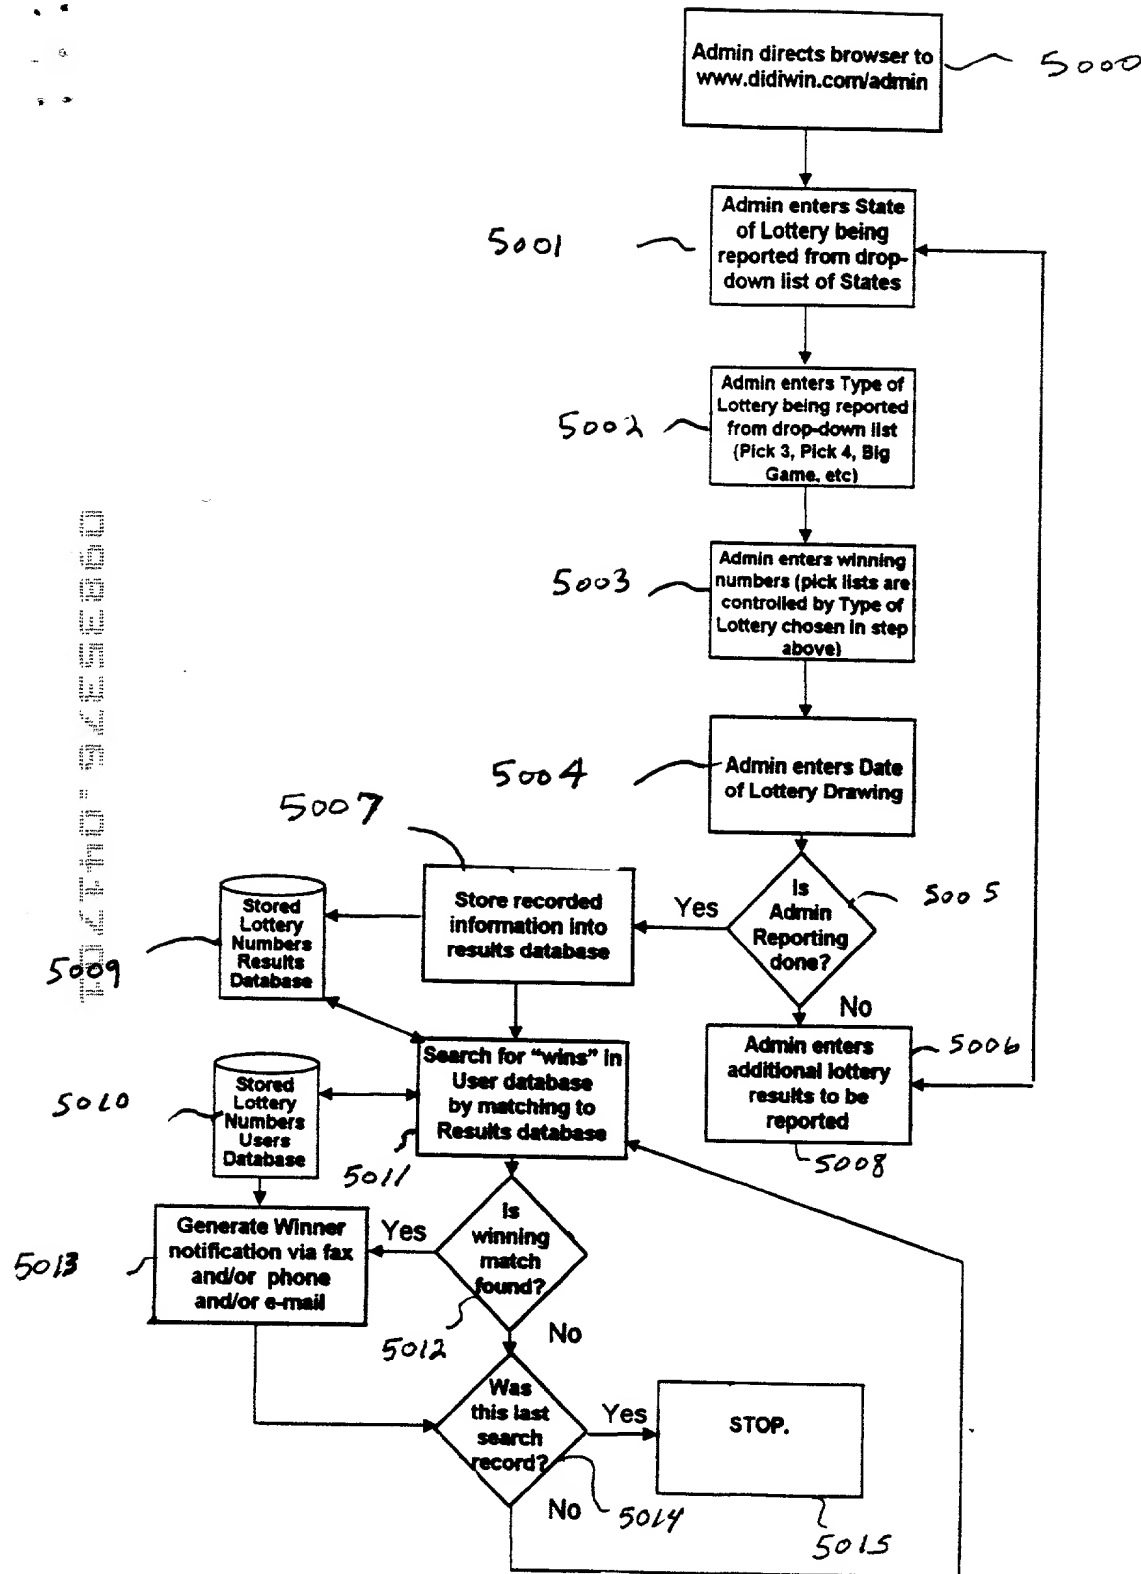 Admin directs browser to
www.didiwin.com/admin
5000
Admin enters State
of Lottery being
reported from drop-
down list of States
5001
Admin enters Type of
Lottery being reported
from drop-down list
(Pick 3, Pick 4, Big
Game, etc)
5002
Admin enters winning
numbers (pick lists are
controlled by Type of
Lottery chosen in step
above)
5003
Admin enters Date
of Lottery Drawing
5004
Is
Admin
Reporting
done?
5005
Yes
No
5007
Store recorded
information into
results database
Stored
Lottery
Numbers
Results
Database
5009
Admin enters
additional lottery
results to be
reported
5006
5008
Search for "wins" in
User database
by matching to
Results database
5011
Stored
Lottery
Numbers
Users
Database
5010
Is
winning
match
found?
5012
Yes
No
Generate Winner
notification via fax
and/or phone
and/or e-mail
5013
Was
this last
search
record?
5014
Yes
No
STOP.
5015